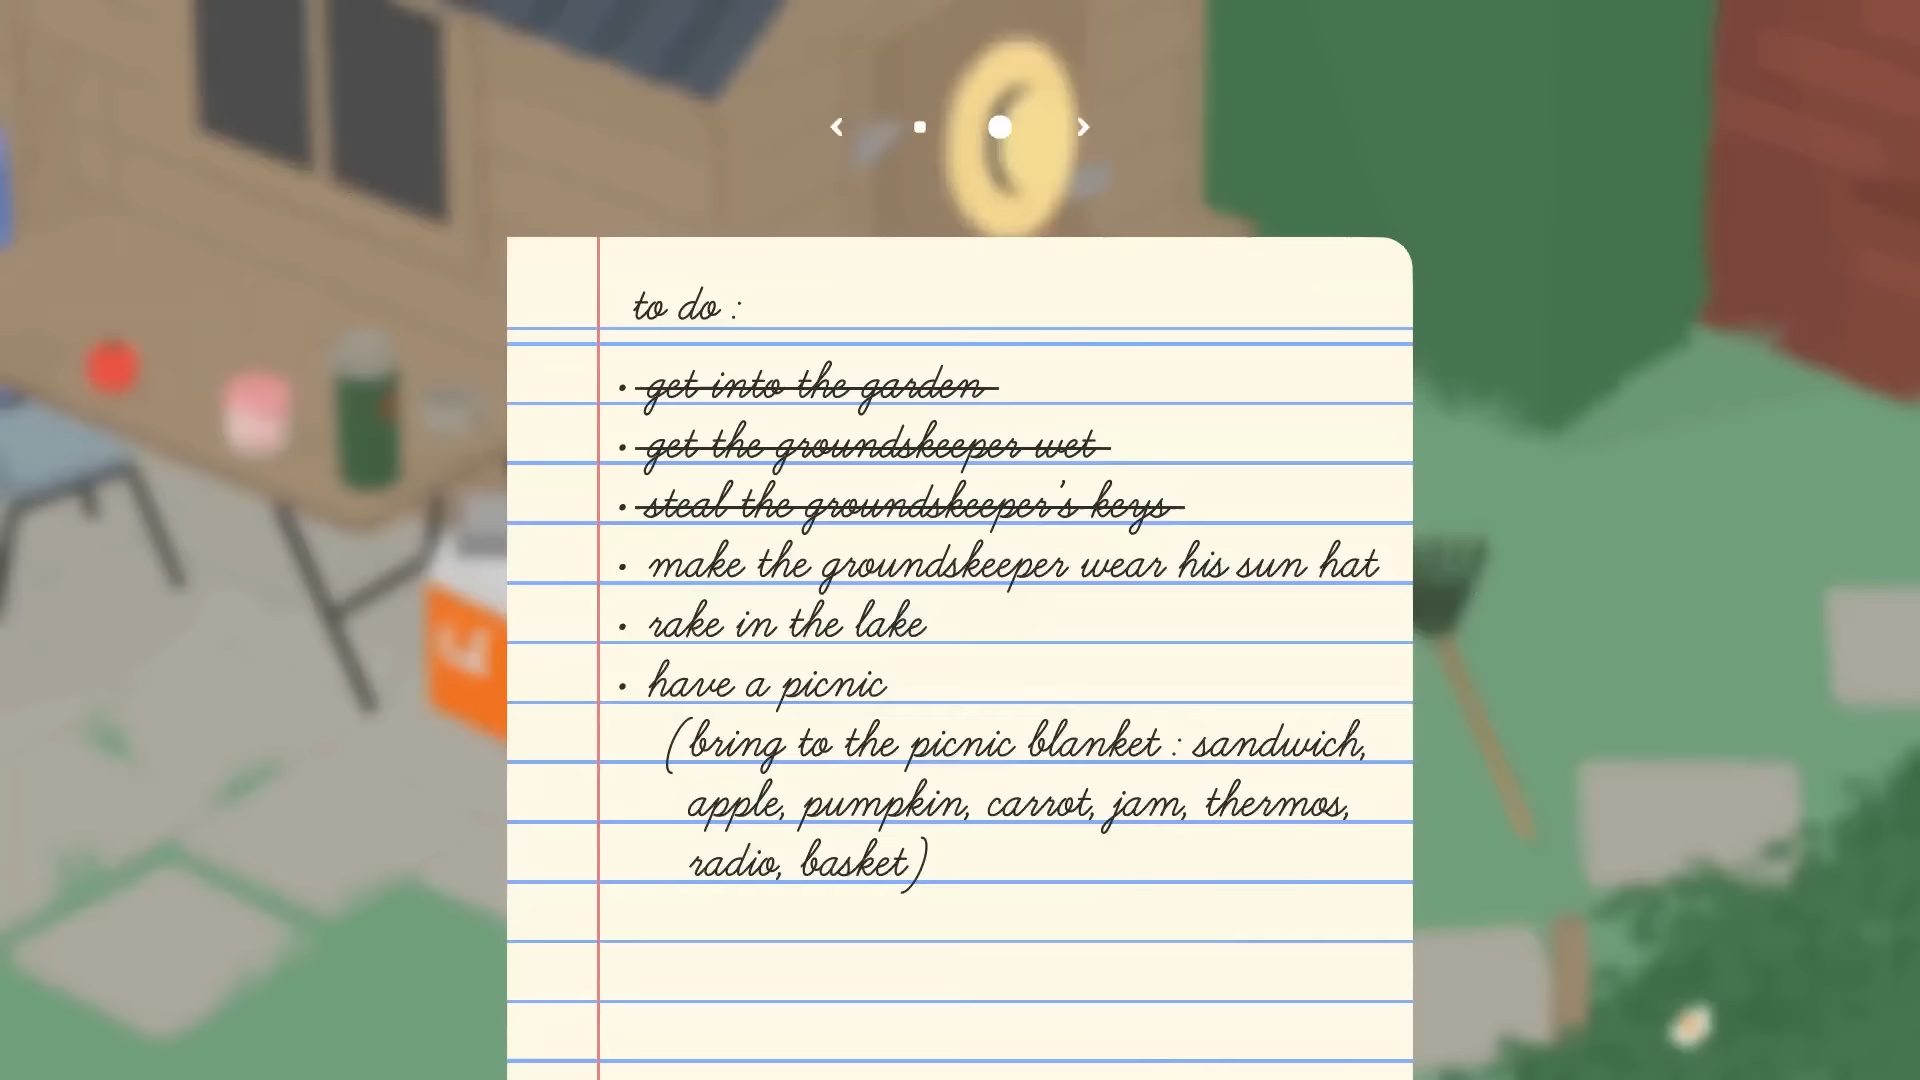 to do :
• get into the garden
• get the groundskeeper wet
• steal the groundskeeper's keys
• make the groundskeeper wear his sun hat
• rake in the lake
• have a picnic
(bring to the picnic blanket : sandwich,
apple, pumpkin, carrot, jam, thermos,
radio, basket)